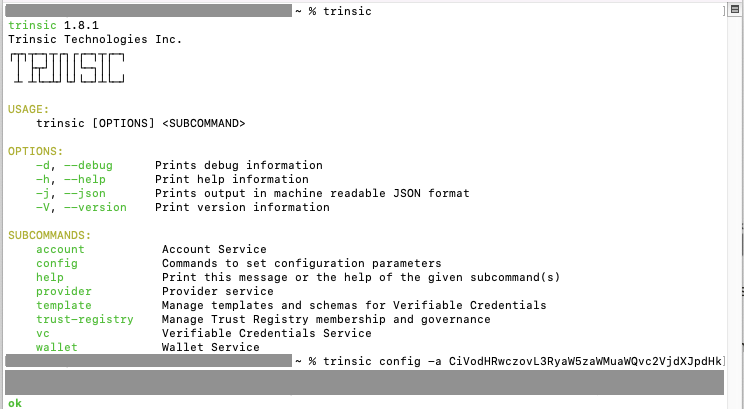 ~ % trinsic
trinsic 1.8.1
Trinsic Technologies Inc.
TRINSIC
USAGE:
trinsic [OPTIONS] <SUBCOMMAND>
OPTIONS:
-d, --debug Prints debug information
-h, --help Print help information
-j, --json Prints output in machine readable JSON format
-V, --version Print version information
SUBCOMMANDS:
account Account Service
config Commands to set configuration parameters
help Print this message or the help of the given subcommand(s)
provider Provider service
template Manage templates and schemas for Verifiable Credentials
trust-registry Manage Trust Registry membership and governance
vc Verifiable Credentials Service
wallet Wallet Service
~ % trinsic config -a CiVodHRwczovL3RyaW5zaWMuaWQvc2VjdXJpdHk
ok